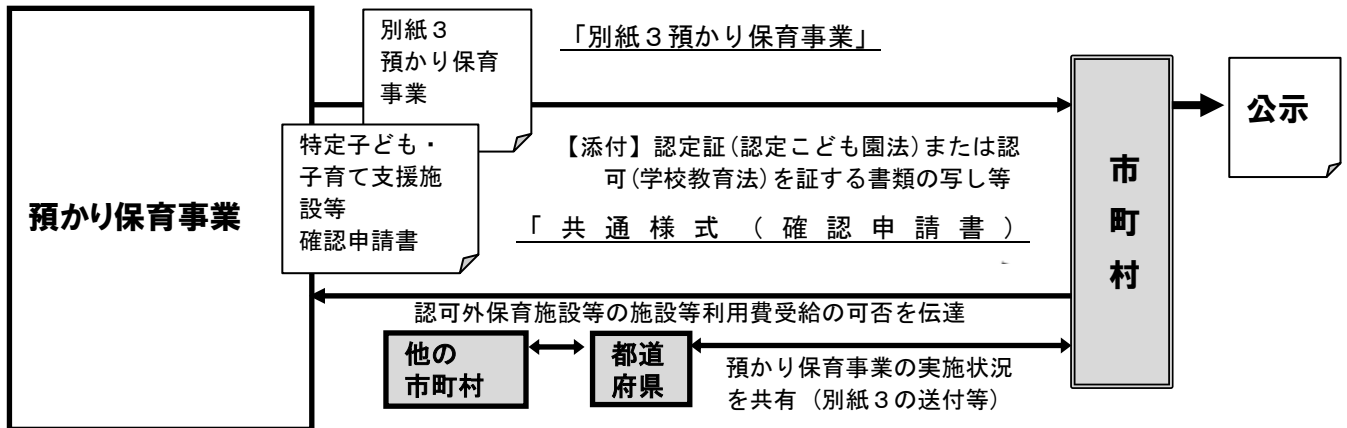 別紙３
預かり保育
事業
「別紙３預かり保育事業」
公示
特定子ども・
子育て支援施
設等
確認申請書
預かり保育事業
【添付】認定証（認定こども園法）または認
可（学校教育法）を証する書類の写し等
「共通様式（確認申請書）
市町村
認可外保育施設等の施設等利用費受給の可否を伝達
他の
市町村
都道
府県
預かり保育事業の実施状況
を共有（別紙３の送付等）